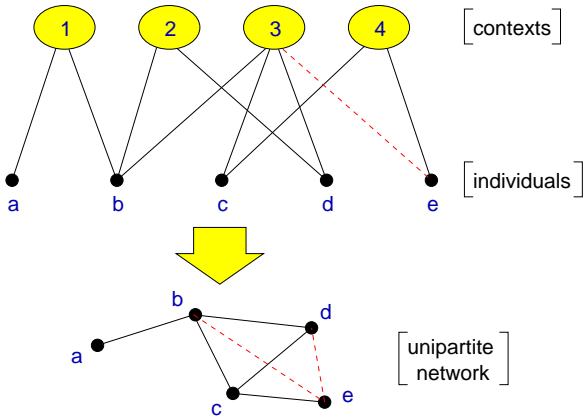 1 2 3 4 [contexts]
a b c d e [individuals]
b
d
a
[unipartite
network]
c
e